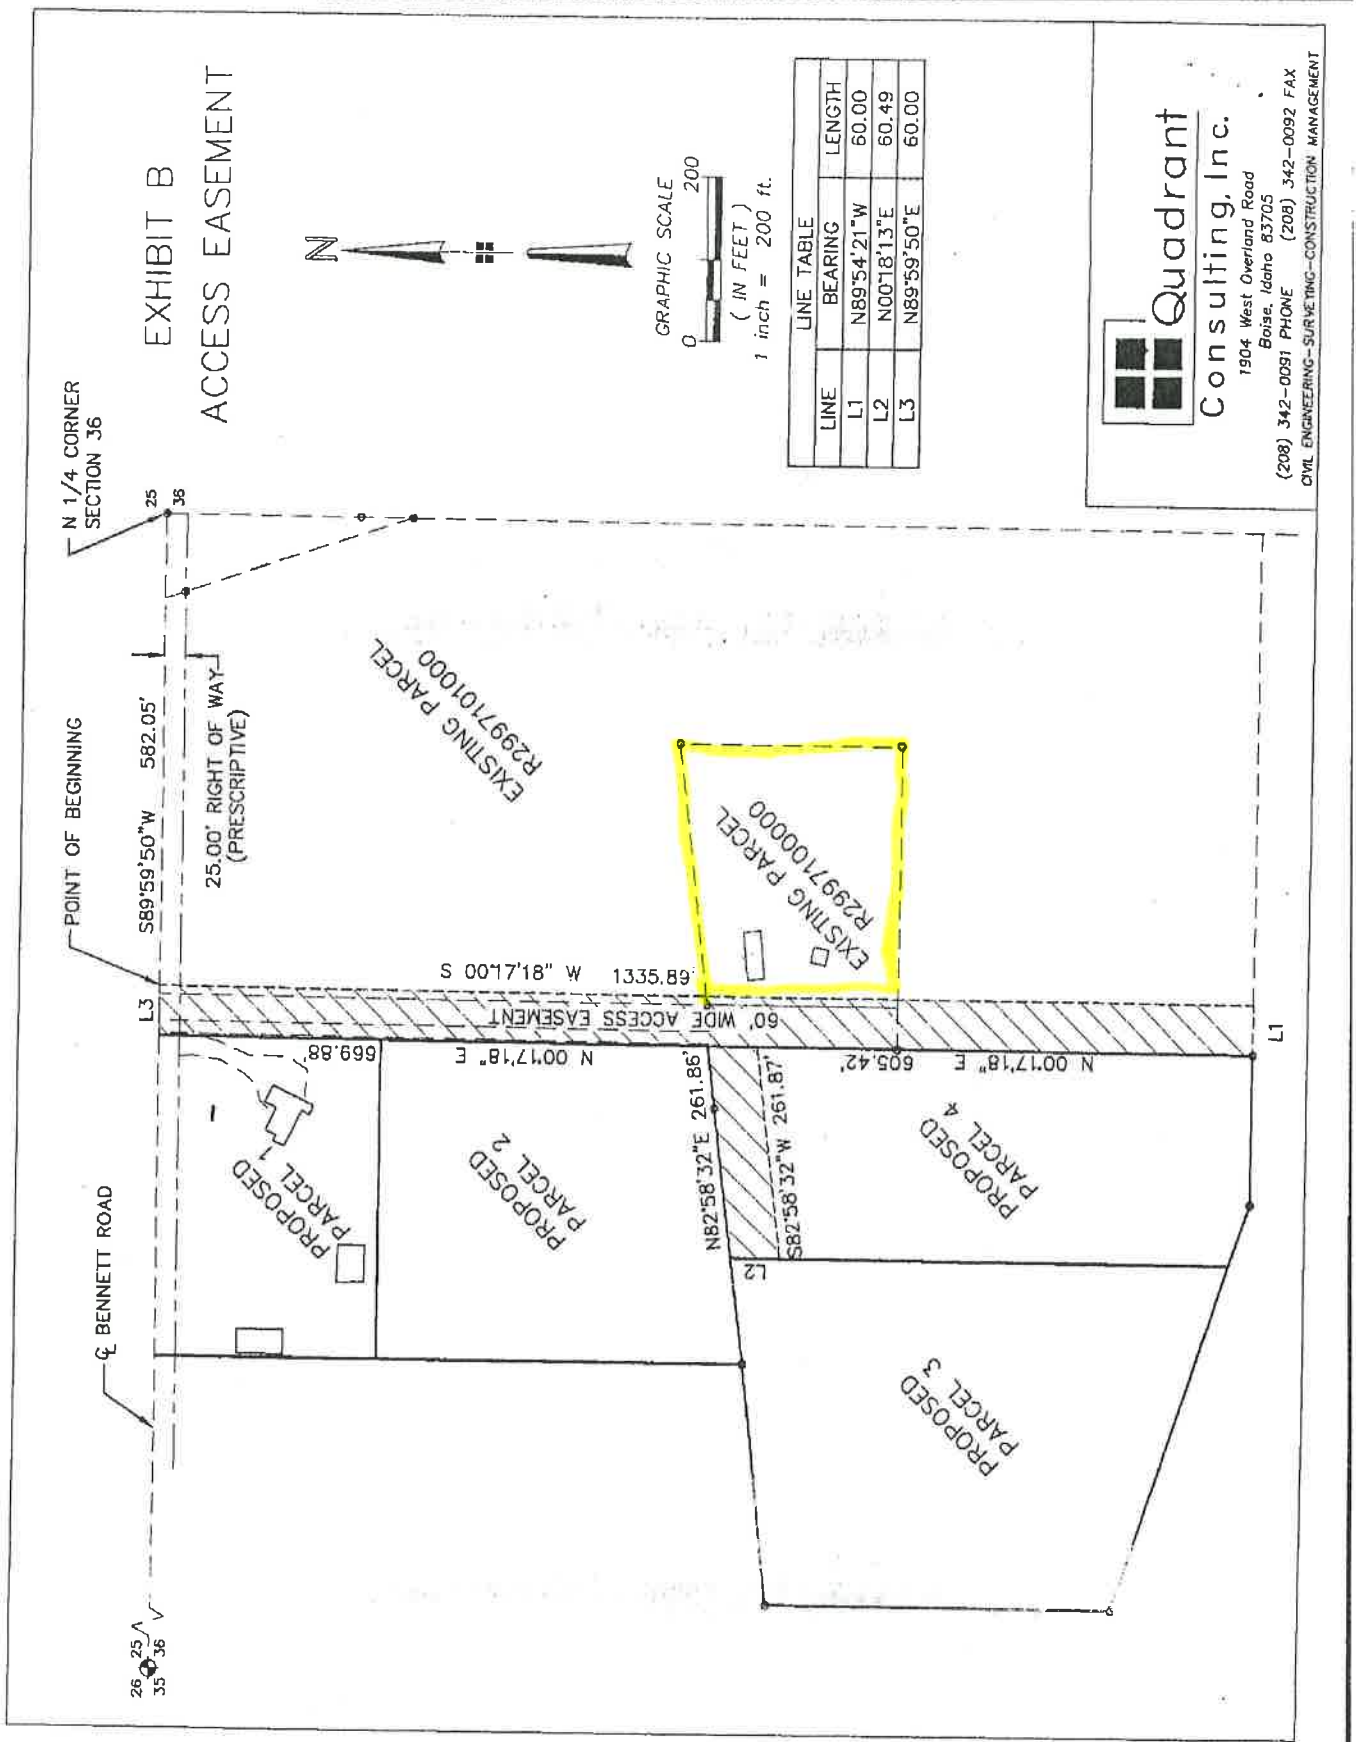 EXHIBIT B
ACCESS EASEMENT
N 1/4 CORNER
SECTION 36
25
36
POINT OF BEGINNING
S89°59'50"W 582.05'
25.00' RIGHT OF WAY
(PRESCRIPTIVE)
℄ BENNETT ROAD
26 25
35 36
N
GRAPHIC SCALE
0 200
( IN FEET )
1 inch = 200 ft.
LINE TABLE
LINE BEARING LENGTH
L1 N89°54'21"W 60.00
L2 N00°18'13"E 60.49
L3 N89°59'50"E 60.00
EXISTING PARCEL
R2997101000
EXISTING PARCEL
R2997100000
L3
S 00°17'18" W 1335.89'
60' WIDE ACCESS EASEMENT
669.88'
N 00°17'18" E
605.42'
N 00°17'18" E
L1
N82°58'32"E 261.86'
S82°58'32"W 261.87'
L2
PROPOSED
PARCEL 1
PROPOSED
PARCEL 2
PROPOSED
PARCEL 3
PROPOSED
PARCEL 4
Quadrant
Consulting, Inc.
1904 West Overland Road
Boise, Idaho 83705
(208) 342-0091 PHONE (208) 342-0092 FAX
CIVIL ENGINEERING-SURVEYING-CONSTRUCTION MANAGEMENT